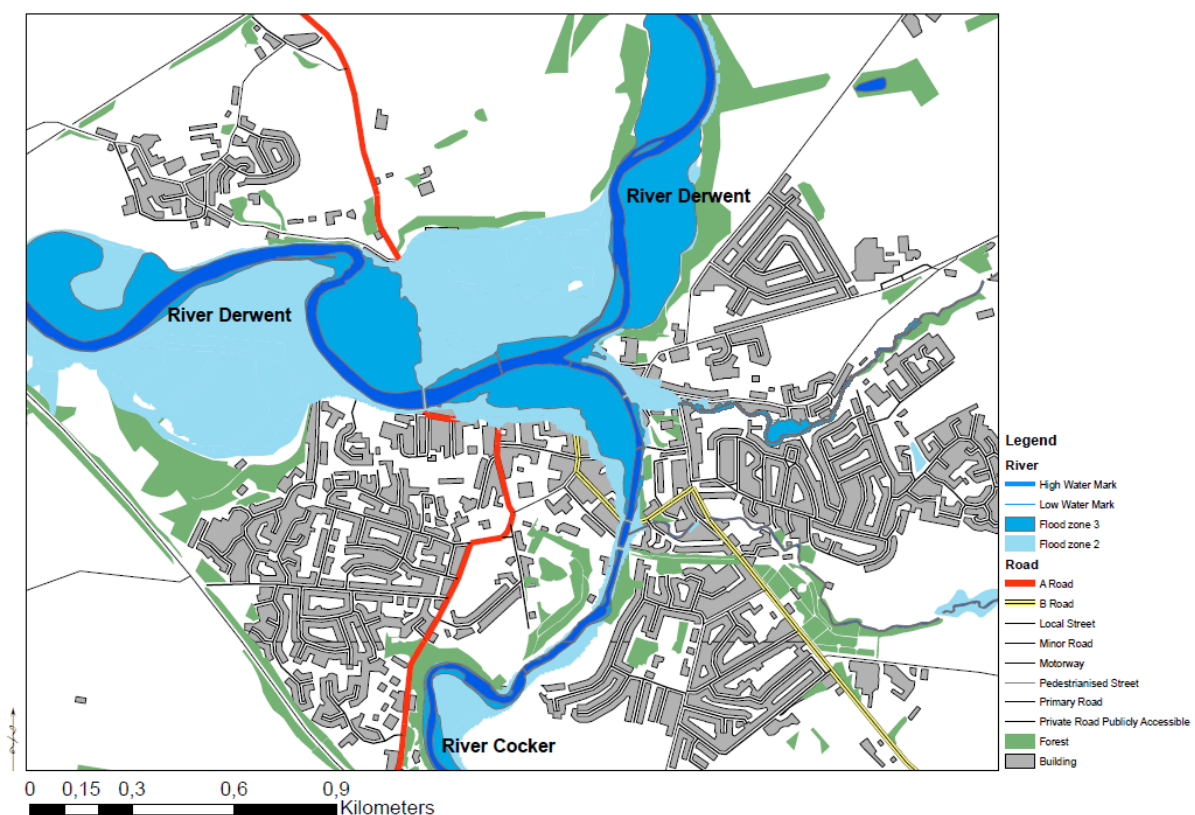 River Derwent
River Derwent
River Cocker
Legend
River
High Water Mark
Low Water Mark
Flood zone 3
Flood zone 2
Road
A Road
B Road
Local Street
Minor Road
Motorway
Pedestrianised Street
Primary Road
Private Road Publicly Accessible
Forest
Building
0 0,15 0,3 0,6 0,9
Kilometers